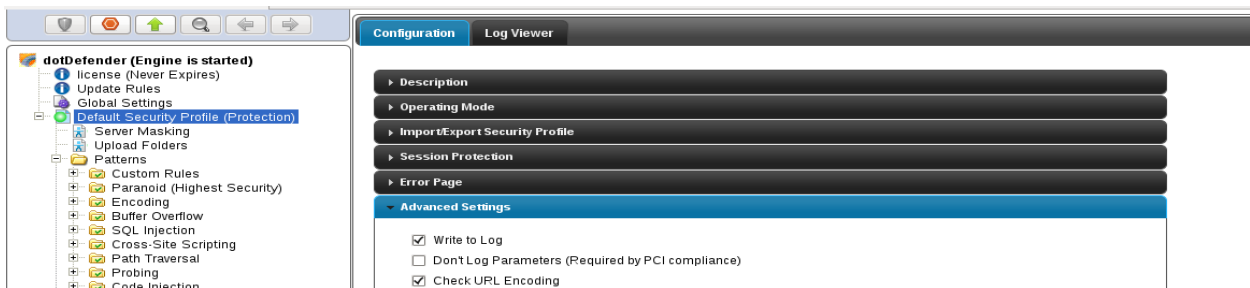 dotDefender (Engine is started)
license (Never Expires)
Update Rules
Global Settings
Default Security Profile (Protection)
Server Masking
Upload Folders
Patterns
Custom Rules
Paranoid (Highest Security)
Encoding
Buffer Overflow
SQL Injection
Cross-Site Scripting
Path Traversal
Probing
Code Injection
Configuration
Log Viewer
Description
Operating Mode
Import/Export Security Profile
Session Protection
Error Page
Advanced Settings
Write to Log
Don't Log Parameters (Required by PCI compliance)
Check URL Encoding